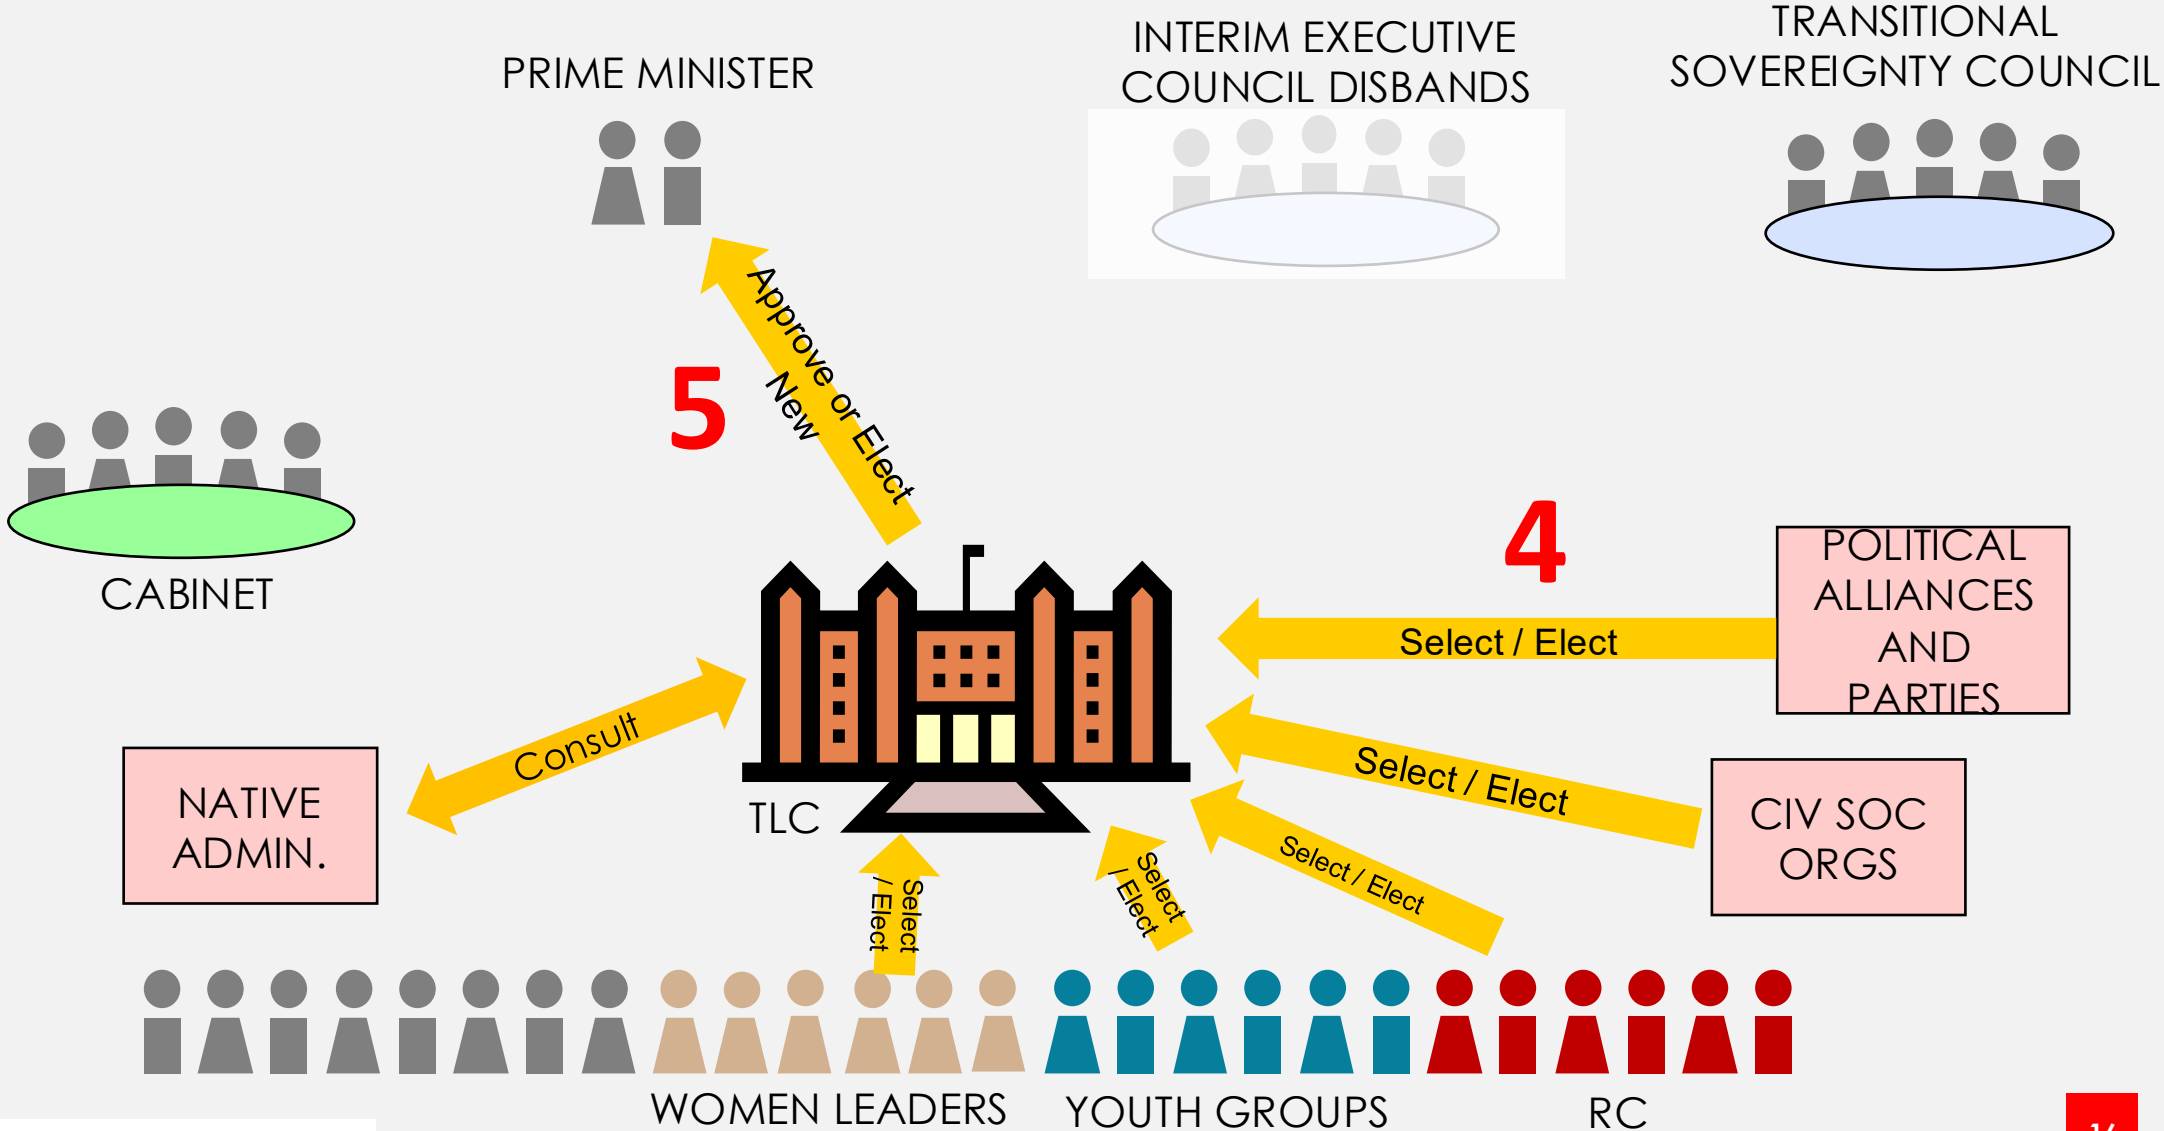 TRANSITIONAL
SOVEREIGNTY COUNCIL
INTERIM EXECUTIVE
COUNCIL DISBANDS
PRIME MINISTER
Approve or Elect
New
5
4
CABINET
POLITICAL
ALLIANCES
AND
PARTIES
Select / Elect
Consult
Select / Elect
NATIVE
ADMIN.
TLC
CIV SOC
ORGS
Select / Elect
Select
/ Elect
Select
/ Elect
WOMEN LEADERS
YOUTH GROUPS
RC